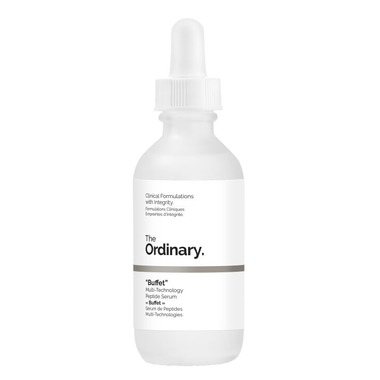 Clinical Formulations
with Integrity.
Formulations Cliniques
Empreintes d'Intégrité.
The
Ordinary.
"Buffet"
Multi-Technology
Peptide Serum
« Buffet »
Sérum de Peptides
Multi-Technologies